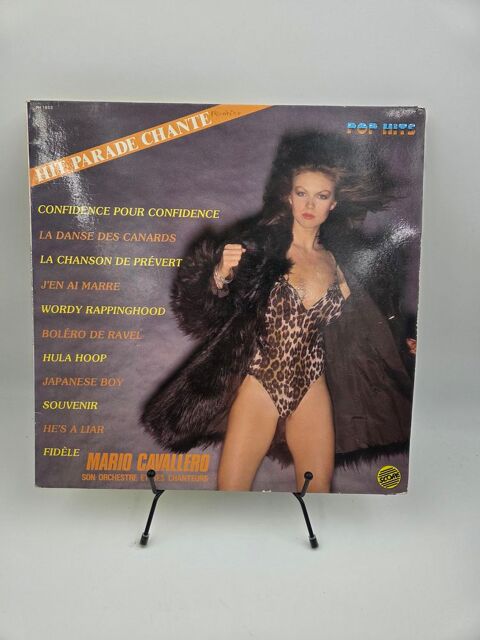 HIT PARADE CHANTE
POP HITS
CONFIDENCE POUR CONFIDENCE
LA DANSE DES CANARDS
LA CHANSON DE PRÉVERT
J'EN AI MARRE
WORDY RAPPINGHOOD
BOLÉRO DE RAVEL
HULA HOOP
JAPANESE BOY
SOUVENIR
HE'S A LIAR
FIDÈLE
MARIO CAVALLERO
SON ORCHESTRE ET SES CHANTEURS